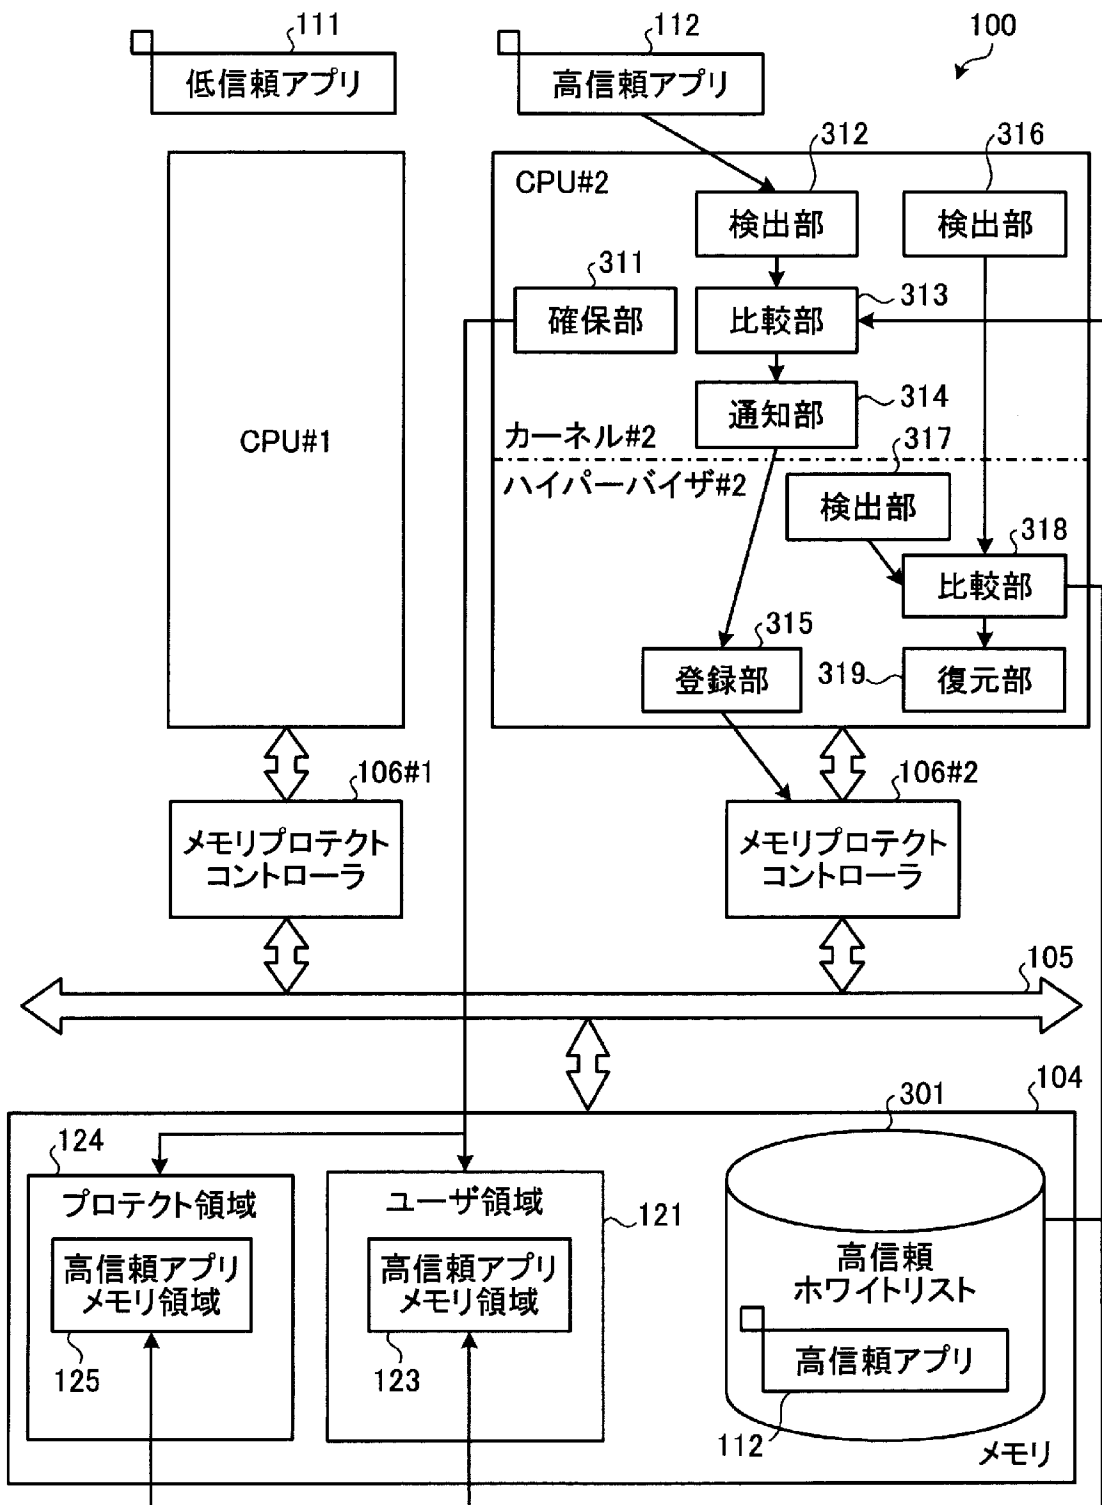 111
112
100
低信頼アプリ
高信頼アプリ
312
316
CPU#2
検出部
検出部
311
313
確保部
比較部
314
通知部
CPU#1
カーネル#2
317
ハイパーバイザ#2
検出部
318
比較部
315
登録部
319
復元部
106#1
106#2
メモリプロテクト
コントローラ
メモリプロテクト
コントローラ
105
104
301
124
プロテクト領域
ユーザ領域
121
高信頼アプリ
メモリ領域
高信頼アプリ
メモリ領域
高信頼
ホワイトリスト
高信頼アプリ
125
123
112
メモリ